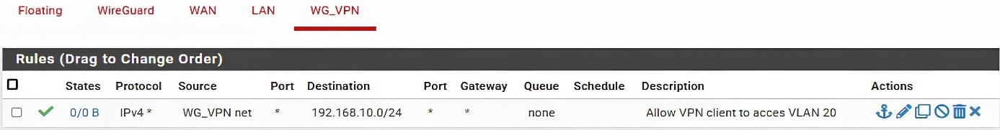 Floating WireGuard WAN LAN WG_VPN
Rules (Drag to Change Order)
States Protocol Source Port Destination Port Gateway Queue Schedule Description Actions
0/0 B IPv4 * WG_VPN net * 192.168.10.0/24 * * none Allow VPN client to acces VLAN 20